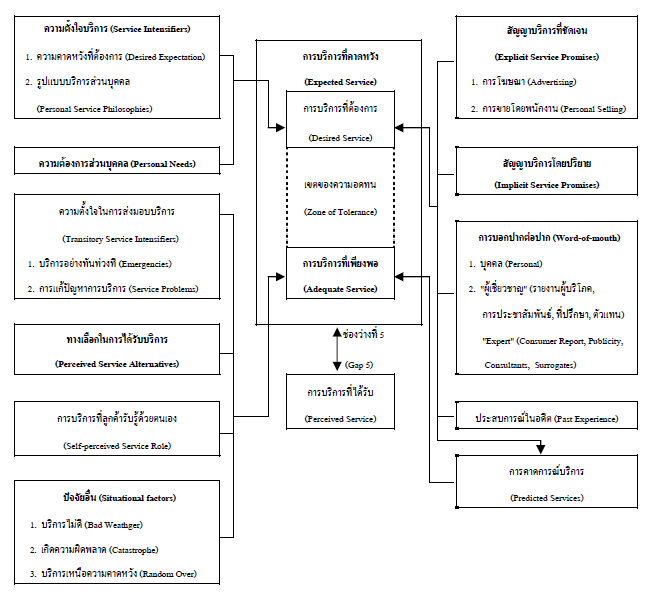 ความตั้งใจบริการ (Service Intensifiers)
1. ความคาดหวังที่ต้องการ (Desired Expectation)
2. รูปแบบบริการส่วนบุคคล
(Personal Service Philosophies)
ความต้องการส่วนบุคคล (Personal Needs)
ความตั้งใจในการส่งมอบบริการ
(Transitory Service Intensifiers)
1. บริการอย่างทันท่วงที (Emergencies)
2. การแก้ปัญหาการบริการ (Service Problems)
ทางเลือกในการได้รับบริการ
(Perceived Service Alternatives)
การบริการที่ลูกค้ารับรู้ด้วยตนเอง
(Self-perceived Service Role)
ปัจจัยอื่น (Situational factors)
1. บริการไม่ดี (Bad Weathger)
2. เกิดความผิดพลาด (Catastrophe)
3. บริการเหนือความคาดหวัง (Random Over)
การบริการที่คาดหวัง
(Expected Service)
การบริการที่ต้องการ
(Desired Service)
เขตของความอดทน
(Zone of Tolerance)
การบริการที่เพียงพอ
(Adequate Service)
ช่องว่างที่ 5
(Gap 5)
การบริการที่ได้รับ
(Perceived Service)
สัญญาบริการที่ชัดเจน
(Explicit Service Promises)
1. การโฆษณา (Advertising)
2. การขายโดยพนักงาน (Personal Selling)
สัญญาบริการโดยปริยาย
(Implicit Service Promises)
การบอกปากต่อปาก (Word-of-mouth)
1. บุคคล (Personal)
2. "ผู้เชี่ยวชาญ" (รายงานผู้บริโภค,
การประชาสัมพันธ์, ที่ปรึกษา, ตัวแทน)
"Expert" (Consumer Report, Publicity,
Consultants, Surrogates)
ประสบการณ์ในอดีต (Past Experience)
การคาดการณ์บริการ
(Predicted Services)